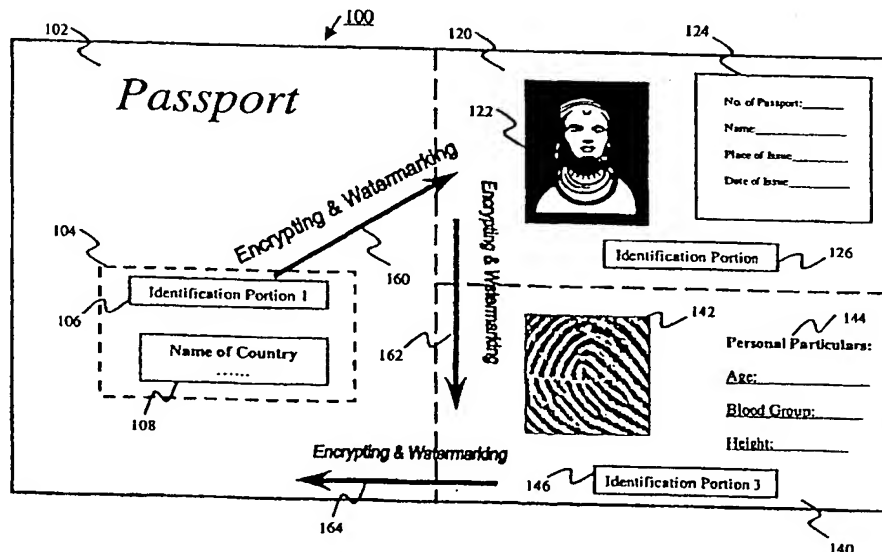 100
102
Passport
104
106
Identification Portion 1
Name of Country
......
108
Encrypting & Watermarking
160
120
122
124
No. of Passport:
Name
Place of Issue
Date of Issue
Identification Portion
126
Encrypting & Watermarking
162
142
144
Personal Particulars:
Age:
Blood Group:
Height:
146
Identification Portion 3
140
Encrypting & Watermarking
164